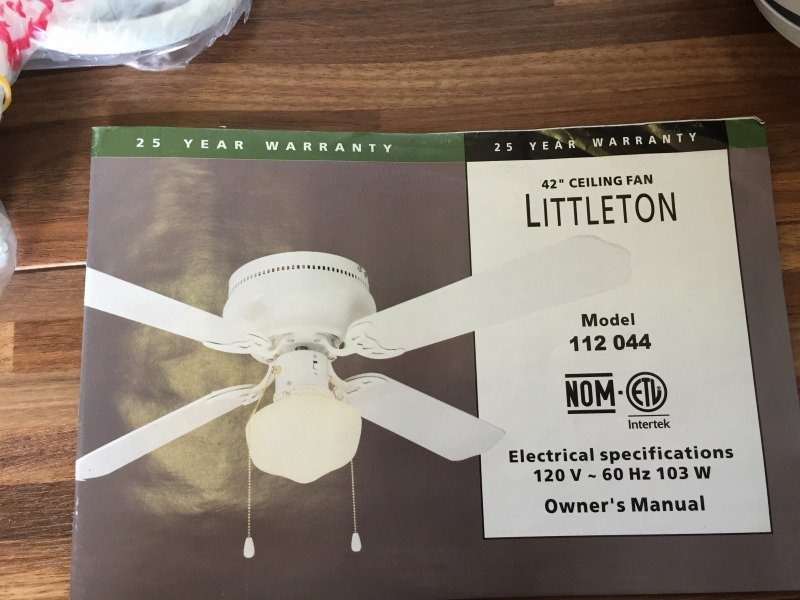 25 YEAR WARRANTY
25 YEAR WARRANTY
42" CEILING FAN
LITTLETON
Model
112 044
NOM - ETL
Intertek
Electrical specifications
120 V ~ 60 Hz 103 W
Owner's Manual